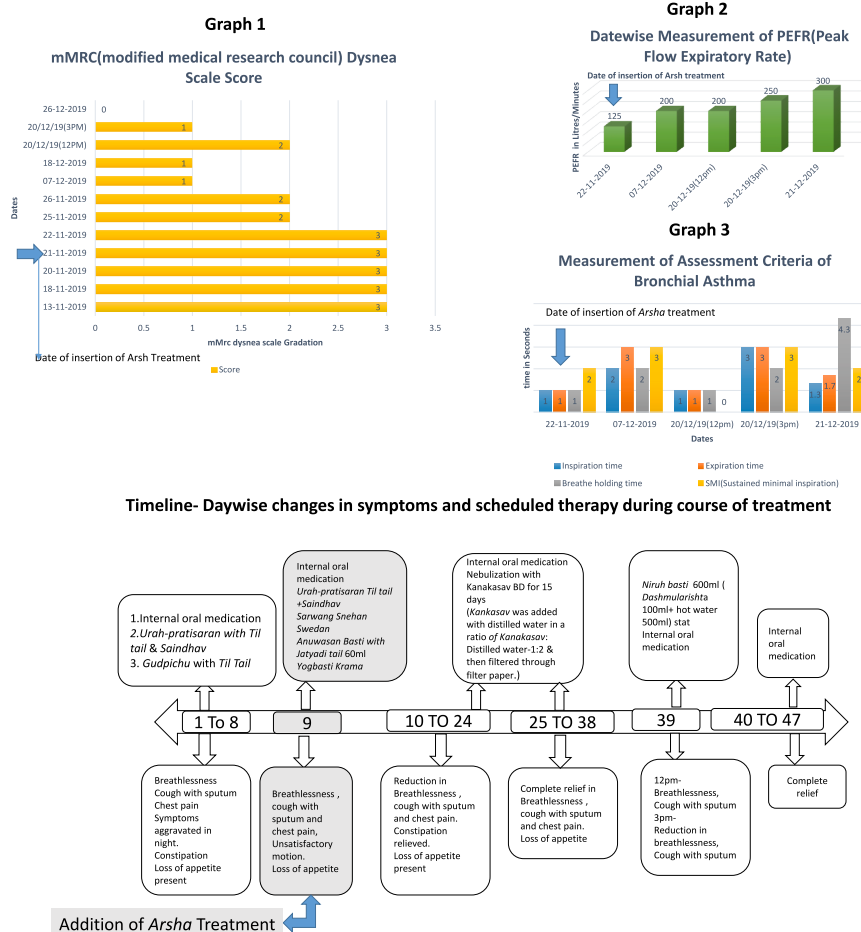 Graph 1
mMRC(modified medical research council) Dysnea
Scale Score
26-12-2019
0
20/12/19(3PM)
1
20/12/19(12PM)
2
18-12-2019
1
07-12-2019
1
26-11-2019
2
25-11-2019
2
22-11-2019
3
21-11-2019
3
20-11-2019
3
18-11-2019
3
13-11-2019
3
Dates
0 0.5 1 1.5 2 2.5 3 3.5
mMrc dysnea scale Gradation
Date of insertion of Arsh Treatment
Score
Graph 2
Datewise Measurement of PEFR(Peak
Flow Expiratory Rate)
Date of insertion of Arsh treatment
PEFR in Litres/Minutes
125
200
200
250
300
22-11-2019
07-12-2019
20-12-19(12pm)
20-12-19(3pm)
21-12-2019
Graph 3
Measurement of Assessment Criteria of
Bronchial Asthma
Date of insertion of Arsha treatment
time in Seconds
1 1 1 2
2 3 2 3
1 1 1 0
3 3 2 3
1.3 1.7 4.3 2
22-11-2019 07-12-2019 20/12/19(12pm) 20/12/19(3pm) 21-12-2019
Dates
Inspiration time
Expiration time
Breathe holding time
SMI(Sustained minimal inspiration)
Timeline- Daywise changes in symptoms and scheduled therapy during course of treatment
1.Internal oral medication
2.Urah-pratisaran with Til
tail & Saindhav
3. Gudpichu with Til Tail
Internal oral
medication
Urah-pratisaran Til tail
+Saindhav
Sarwang Snehan
Swedan
Anuwasan Basti with
Jatyadi tail 60ml
Yogbasti Krama
Internal oral medication
Nebulization with
Kanakasav BD for 15
days
(Kankasav was added
with distilled water in a
ratio of Kanakasav:
Distilled water-1:2 &
then filtered through
filter paper.)
Niruh basti 600ml (
Dashmularishta
100ml+ hot water
500ml) stat
Internal oral
medication
Internal
oral
medication
1 To 8
9
10 TO 24
25 TO 38
39
40 TO 47
Breathlessness
Cough with sputum
Chest pain
Symptoms
aggravated in
night.
Constipation
Loss of appetite
present
Breathlessness ,
cough with
sputum and
chest pain,
Unsatisfactory
motion.
Loss of appetite
Reduction in
Breathlessness ,
cough with sputum
and chest pain.
Constipation
relieved.
Loss of appetite
present
Complete relief in
Breathlessness ,
cough with sputum
and chest pain.
Loss of appetite
12pm-
Breathlessness,
Cough with sputum
3pm-
Reduction in
breathlessness,
Cough with sputum
Complete
relief
Addition of Arsha Treatment